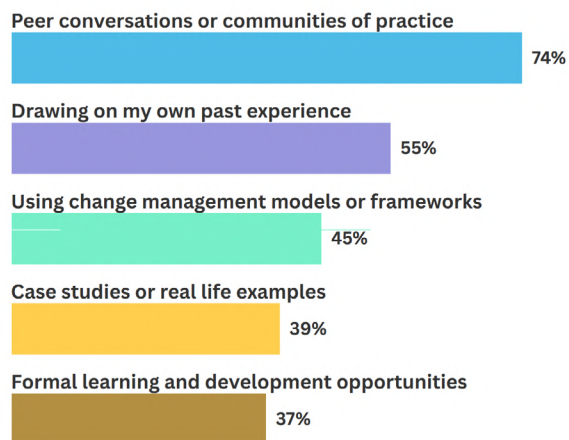 Peer conversations or communities of practice
74%
Drawing on my own past experience
55%
Using change management models or frameworks
45%
Case studies or real life examples
39%
Formal learning and development opportunities
37%